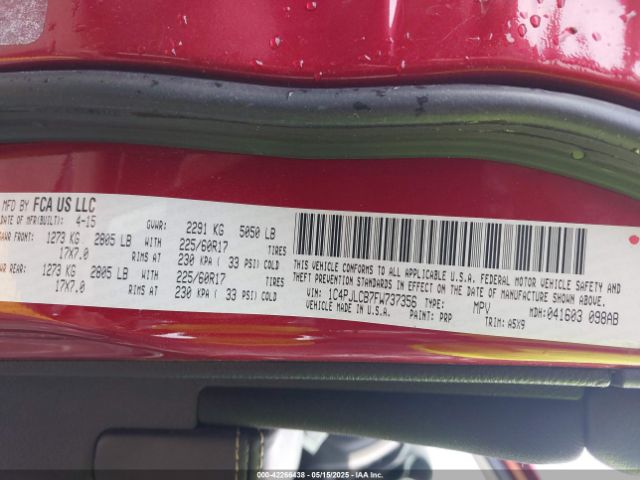 MFD BY FCA US LLC
DATE OF MFR(BUILT): 4-15 GVWR: 2291 KG 5050 LB
GAWR FRONT: 1273 KG 2805 LB WITH 225/60R17 TIRES
17X7.0 RIMS AT 230 KPA ( 33 PSI) COLD
GAWR REAR: 1273 KG 2805 LB WITH 225/60R17 TIRES
17X7.0 RIMS AT 230 KPA ( 33 PSI) COLD
THIS VEHICLE CONFORMS TO ALL APPLICABLE U.S.A. FEDERAL MOTOR VEHICLE SAFETY AND
THEFT PREVENTION STANDARDS IN EFFECT ON THE DATE OF MANUFACTURE SHOWN ABOVE.
VIN: 1C4PJLCB7FW737356 TYPE: MPV MDH: 041603 098AB
MADE IN U.S.A. PAINT: PRP TRIM: A5X9
000-42266438 - 05/15/2025 - IAAI.COM